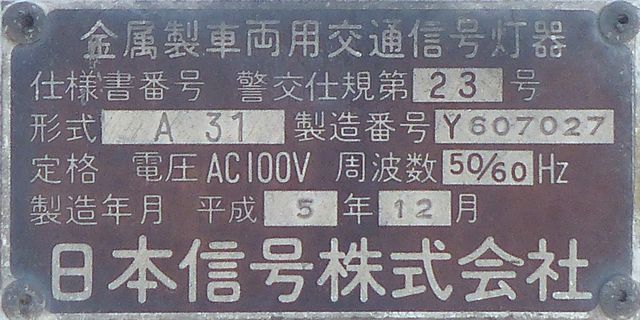 金属製車両用交通信号灯器
仕様書番号 警交仕規第 23 号
形式 A 31 製造番号 Y607027
定格 電圧 AC100V 周波数 50/60 Hz
製造年月 平成 5 年 12 月
日本信号株式会社